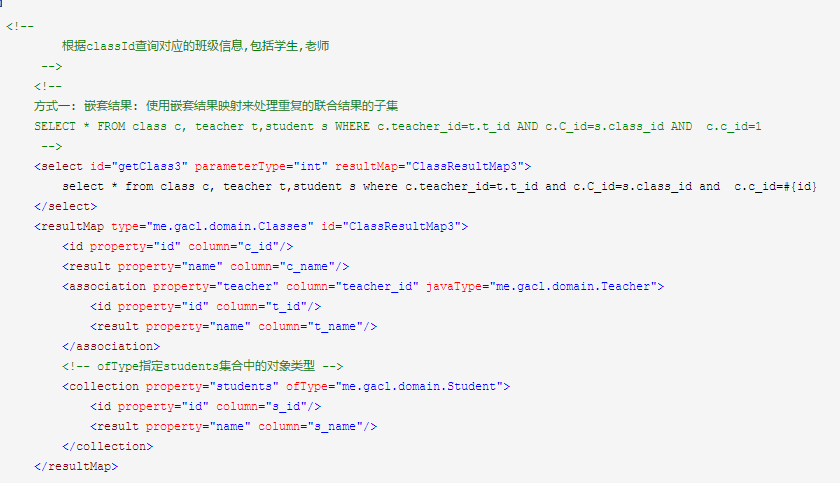 <!--
根据classId查询对应的班级信息,包括学生,老师
-->
<!--
方式一: 嵌套结果: 使用嵌套结果映射来处理重复的联合结果的子集
SELECT * FROM class c, teacher t,student s WHERE c.teacher_id=t.t_id AND c.C_id=s.class_id AND  c.c_id=1
-->
<select id="getClass3" parameterType="int" resultMap="ClassResultMap3">
select * from class c, teacher t,student s where c.teacher_id=t.t_id and c.C_id=s.class_id and  c.c_id=#{id}
</select>
<resultMap type="me.gacl.domain.Classes" id="ClassResultMap3">
<id property="id" column="c_id"/>
<result property="name" column="c_name"/>
<association property="teacher" column="teacher_id" javaType="me.gacl.domain.Teacher">
<id property="id" column="t_id"/>
<result property="name" column="t_name"/>
</association>
<!-- ofType指定students集合中的对象类型 -->
<collection property="students" ofType="me.gacl.domain.Student">
<id property="id" column="s_id"/>
<result property="name" column="s_name"/>
</collection>
</resultMap>